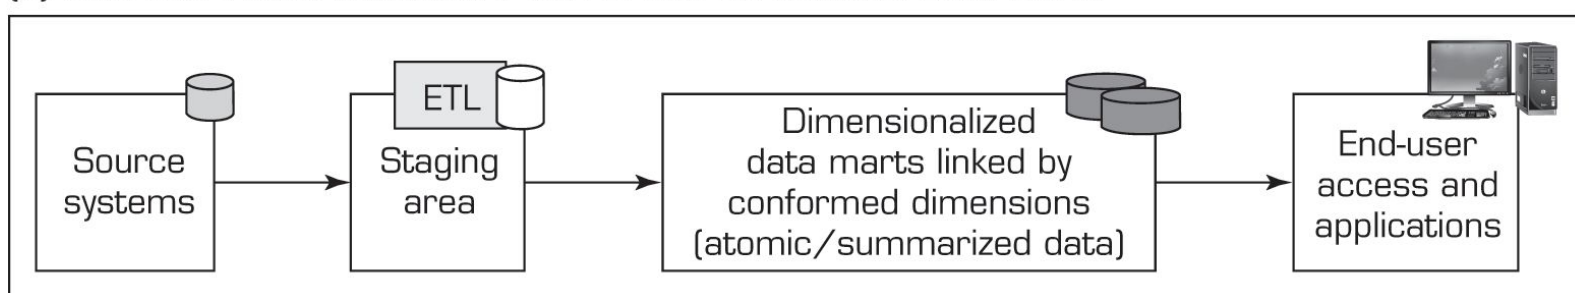 Source
systems
ETL
Staging
area
Dimensionalized
data marts linked by
conformed dimensions
(atomic/summarized data)
End-user
access and
applications